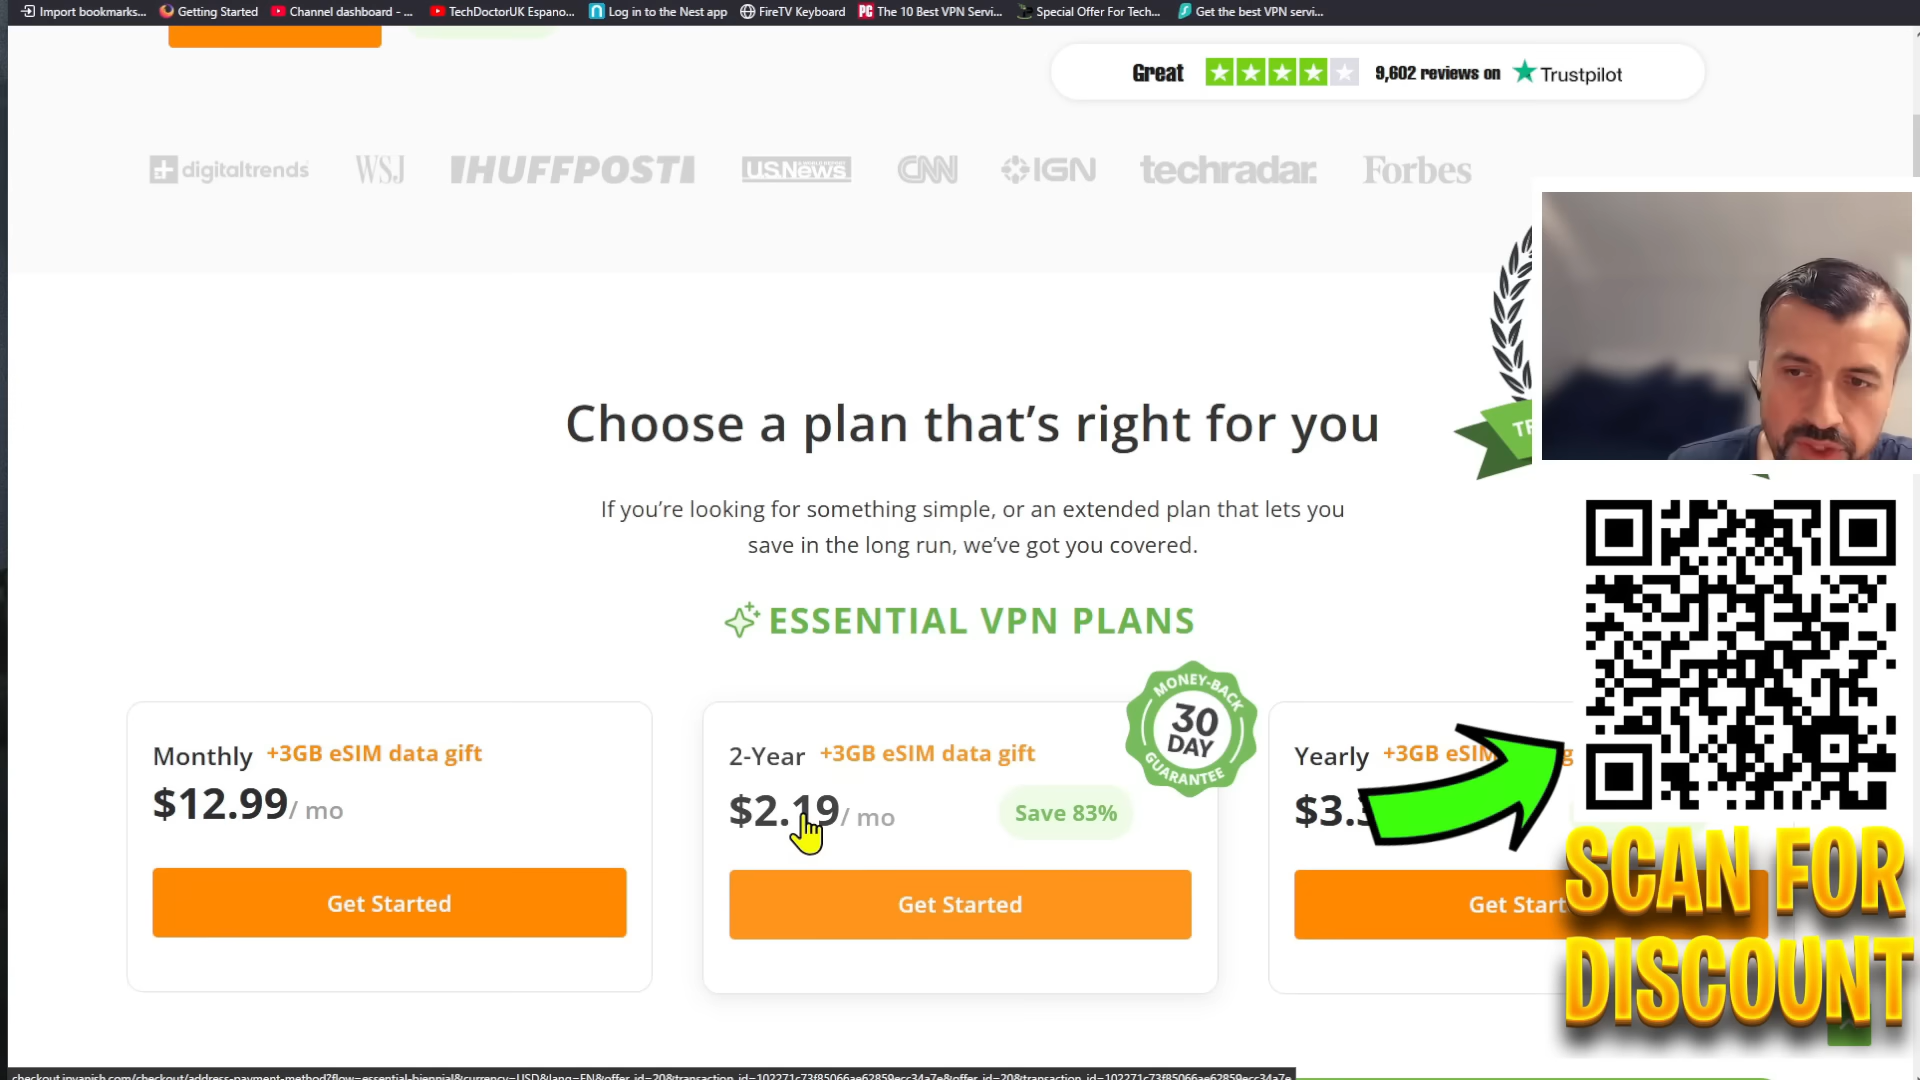 Import bookmarks...
Getting Started
Channel dashboard - ...
TechDoctorUK Espano...
Log in to the Nest app
FireTV Keyboard
PC The 10 Best VPN Servi...
Special Offer For Tech...
Get the best VPN servi...
Great
9,602 reviews on
Trustpilot
digitaltrends
WSJ
HUFFPOST
U.S.News
CNN
IGN
techradar.
Forbes
Choose a plan that's right for you
If you're looking for something simple, or an extended plan that lets you
save in the long run, we've got you covered.
ESSENTIAL VPN PLANS
Monthly +3GB eSIM data gift
$12.99/ mo
Get Started
MONEY-BACK
30
DAY
GUARANTEE
2-Year +3GB eSIM data gift
$2.19/ mo
Save 83%
Get Started
Yearly +3GB eSIM
$3.3
Get Start
SCAN FOR
DISCOUNT